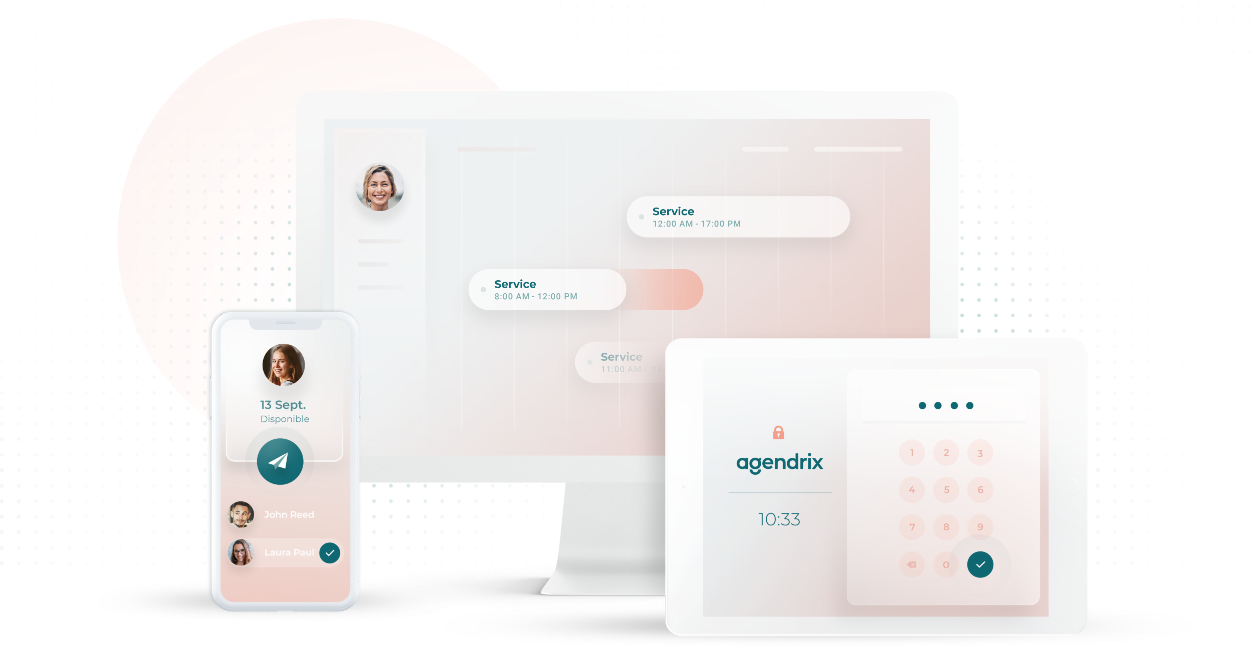 Service
12:00 AM - 17:00 PM
Service
8:00 AM - 12:00 PM
Service
11:00 AM -
13 Sept.
Disponible
John Reed
Laura Paul
agendrix
10:33
1 2 3
4 5 6
7 8 9
0